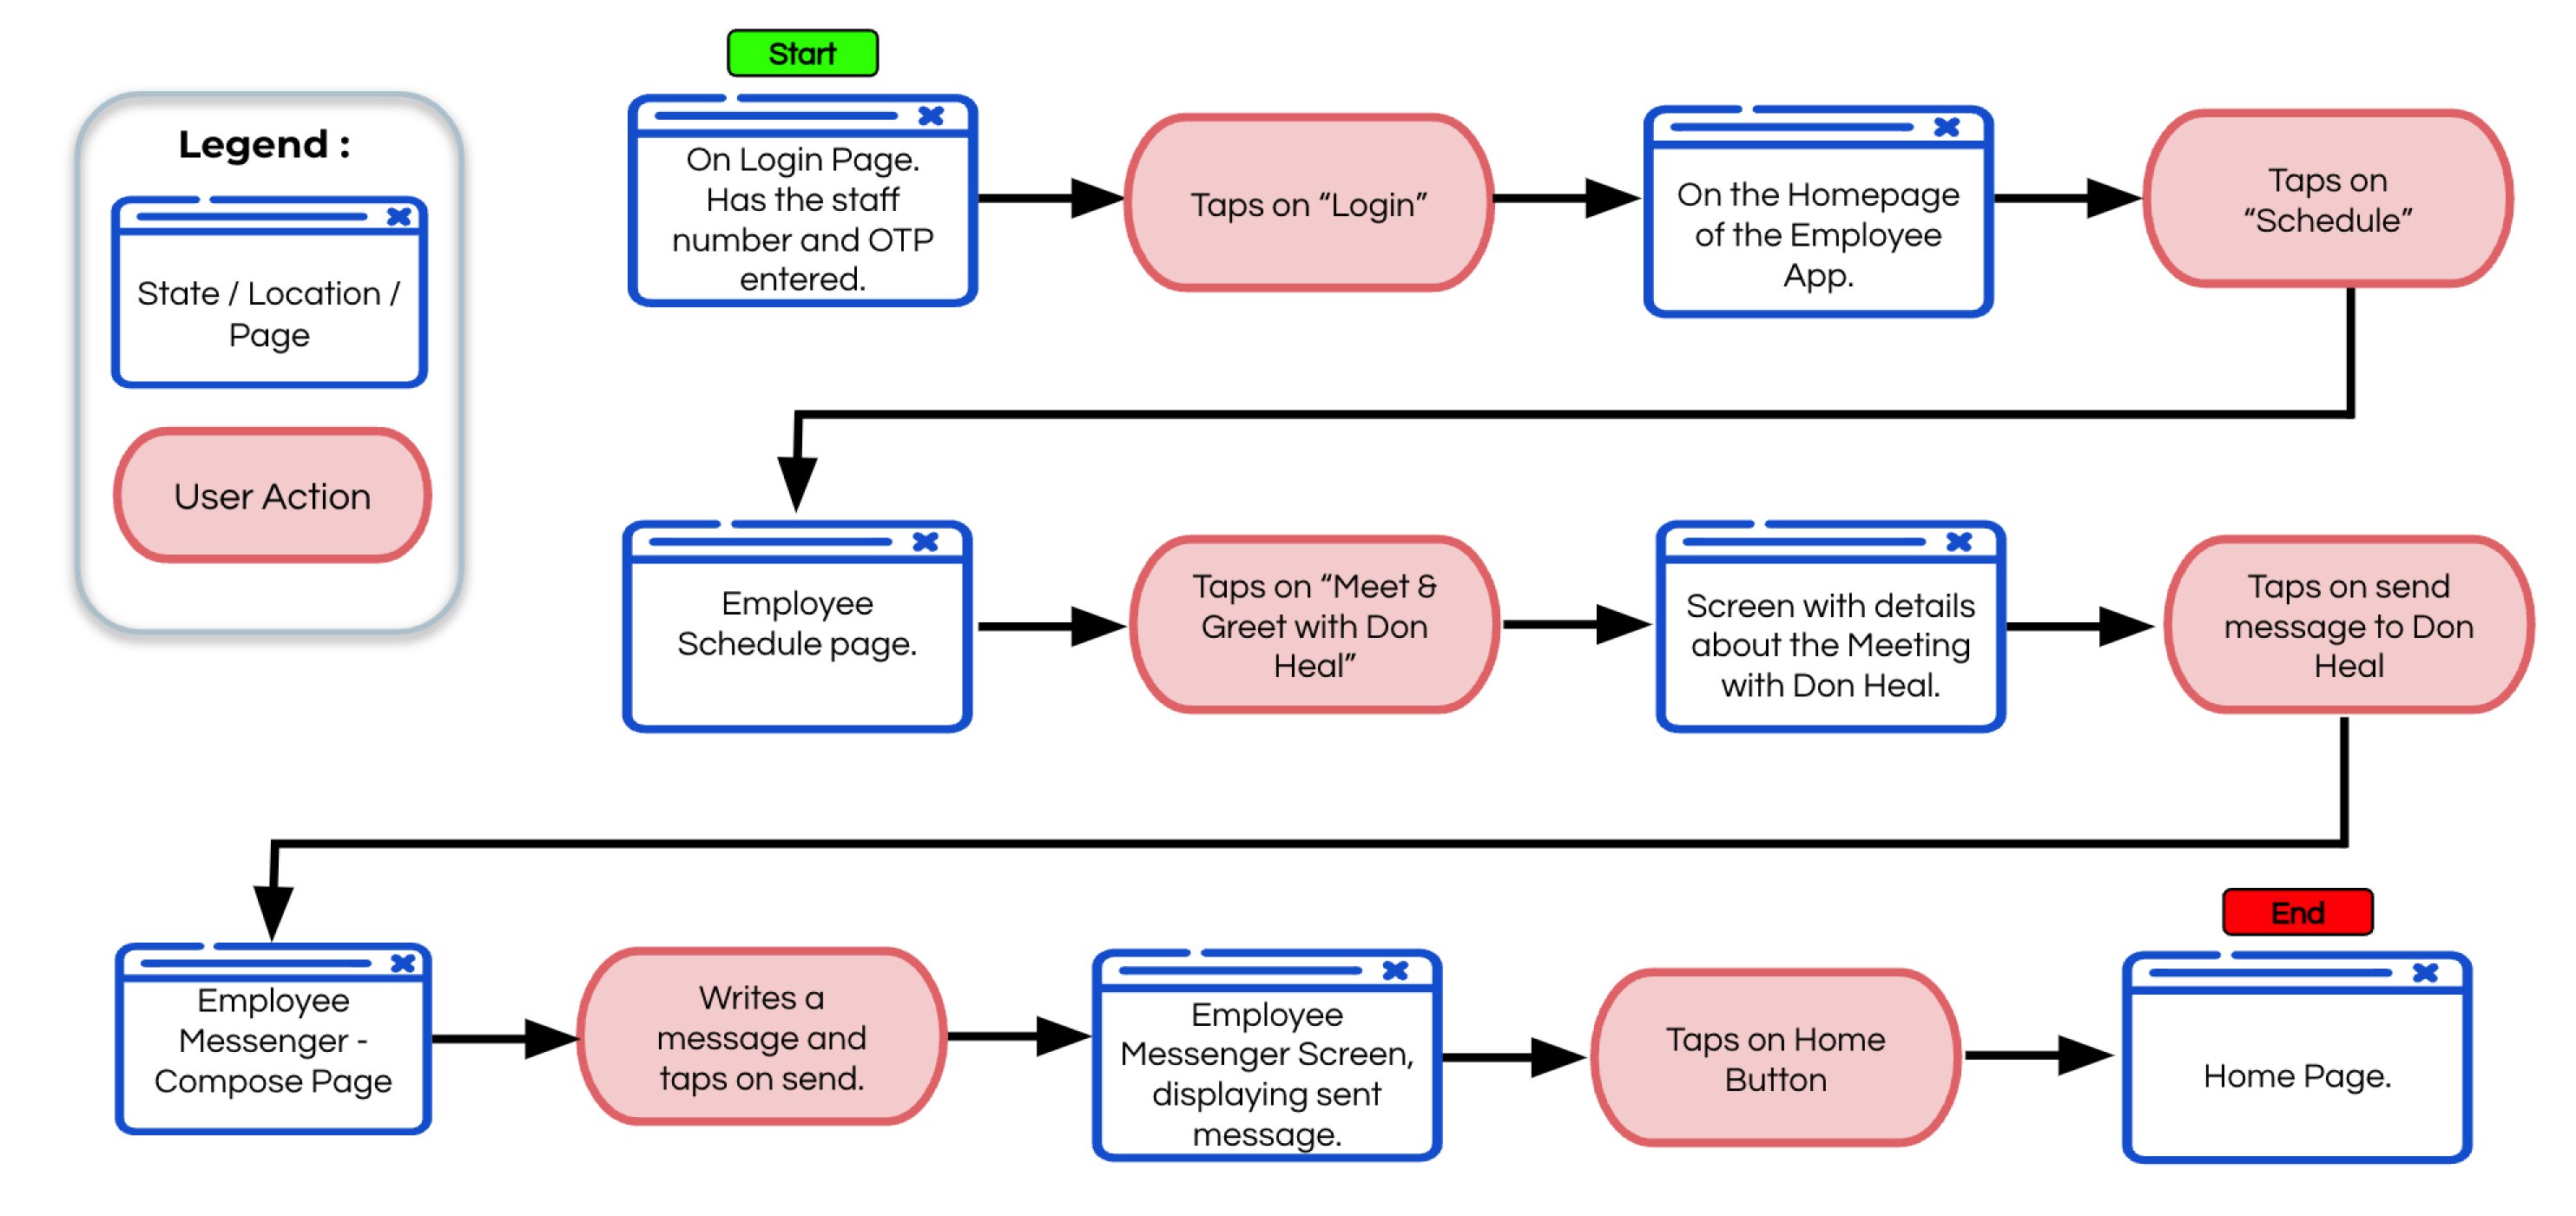 Start
Legend :
State / Location /
Page
User Action
On Login Page.
Has the staff
number and OTP
entered.
Taps on “Login”
On the Homepage
of the Employee
App.
Taps on
“Schedule”
Employee
Schedule page.
Taps on “Meet &
Greet with Don
Heal”
Screen with details
about the Meeting
with Don Heal.
Taps on send
message to Don
Heal
Employee
Messenger -
Compose Page
Writes a
message and
taps on send.
Employee
Messenger Screen,
displaying sent
message.
Taps on Home
Button
End
Home Page.